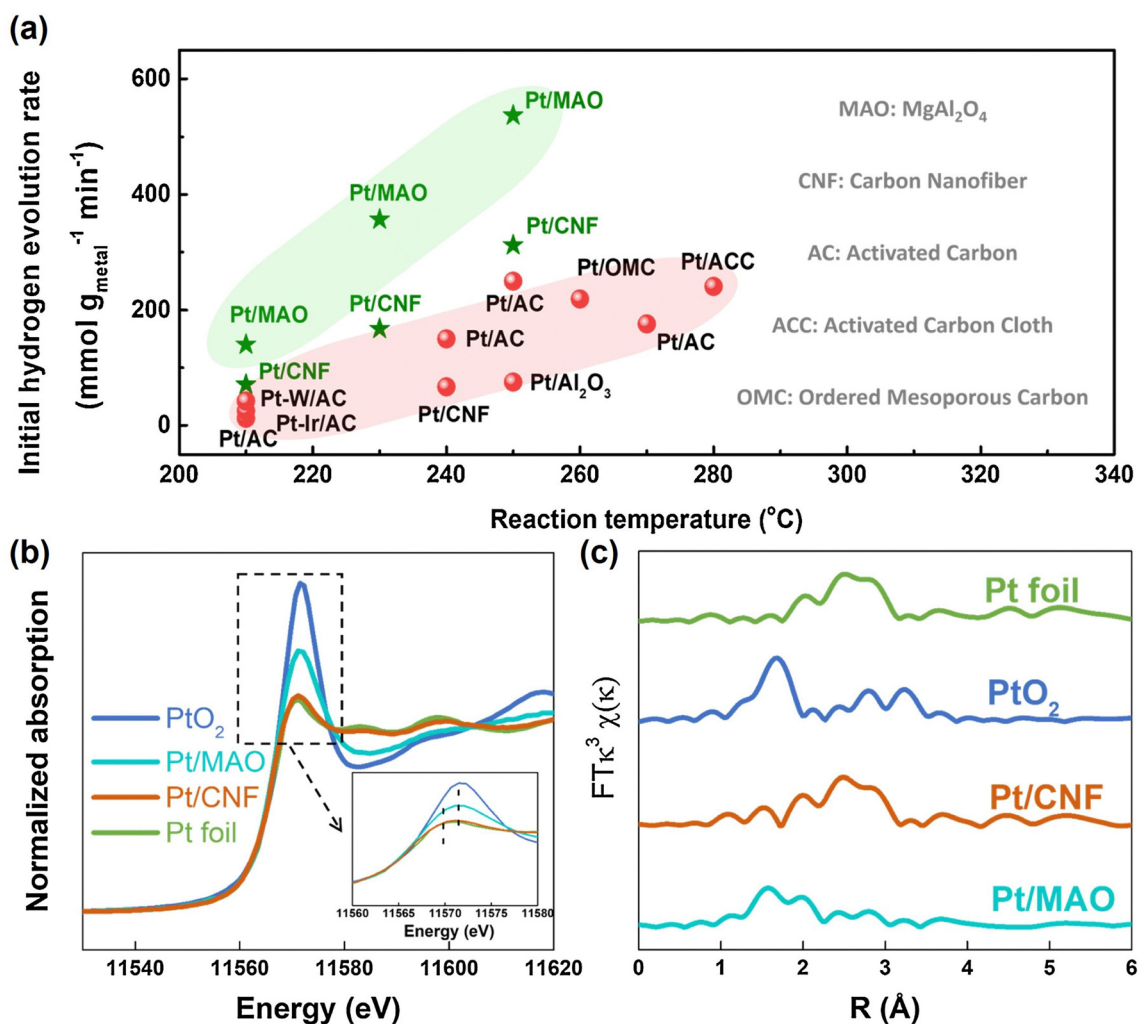 (a)
Initial hydrogen evolution rate
(mmol g_metal⁻¹ min⁻¹)
600
400
200
0
Pt/MAO
MAO: MgAl₂O₄
CNF: Carbon Nanofiber
Pt/MAO
Pt/CNF
AC: Activated Carbon
Pt/OMC
Pt/ACC
Pt/MAO
Pt/CNF
Pt/AC
ACC: Activated Carbon Cloth
Pt/AC
Pt/AC
Pt/CNF
Pt-W/AC
Pt/Al₂O₃
OMC: Ordered Mesoporous Carbon
Pt-Ir/AC
Pt/CNF
Pt/AC
200
220
240
260
280
300
320
340
Reaction temperature (°C)
(b)
Normalized absorption
PtO₂
Pt/MAO
Pt/CNF
Pt foil
11560
11565
11570
11575
11580
Energy (eV)
11540
11560
11580
11600
11620
Energy (eV)
(c)
FTκ³ χ(κ)
Pt foil
PtO₂
Pt/CNF
Pt/MAO
0
1
2
3
4
5
6
R (Å)